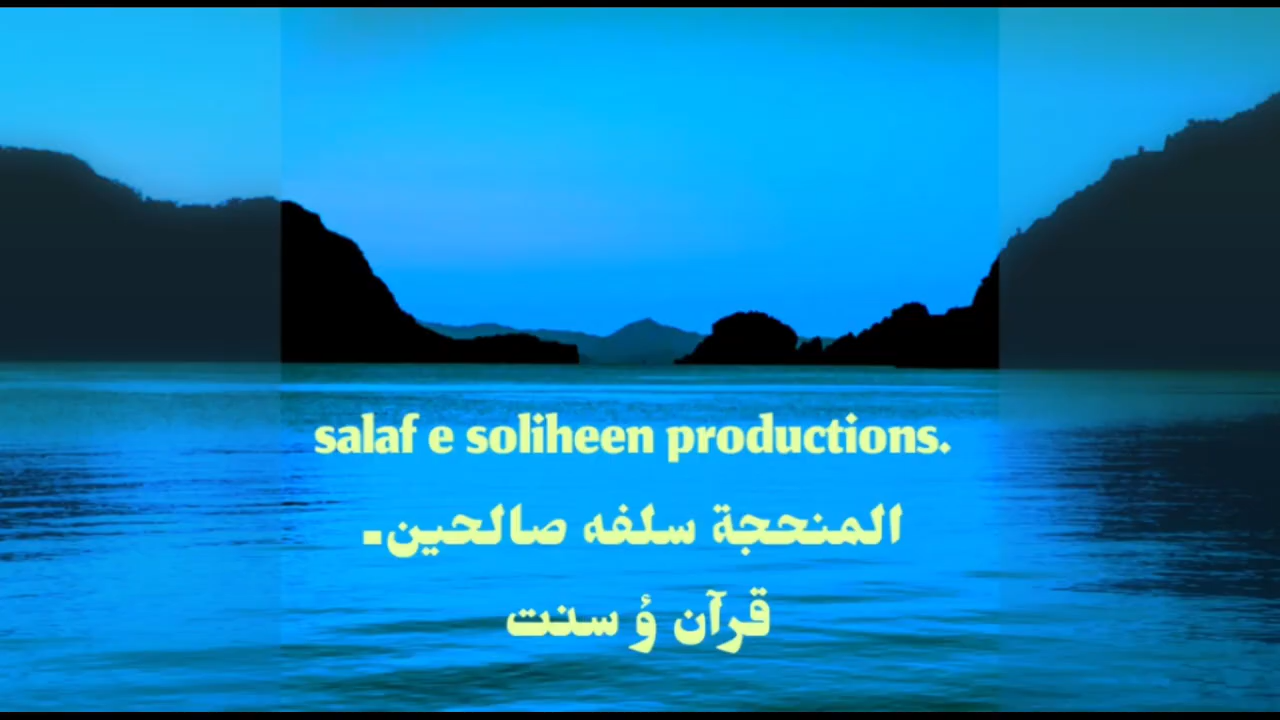 salaf e soliheen productions.
المنحجة سلفه صالحين۔
قرآن ؤ سنت